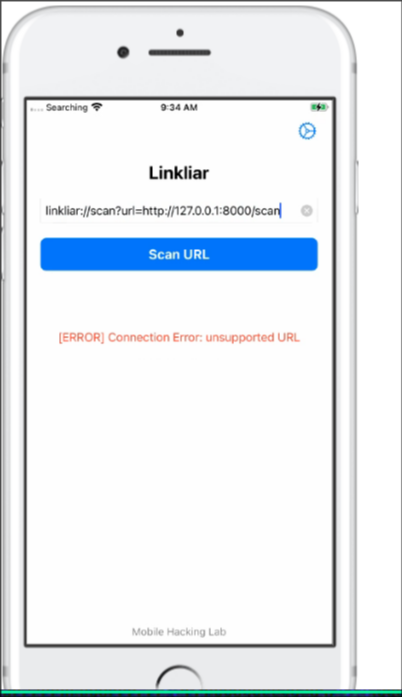 .... Searching
9:34 AM
Linkliar
linkliar://scan?url=http://127.0.0.1:8000/scan
Scan URL
[ERROR] Connection Error: unsupported URL
Mobile Hacking Lab